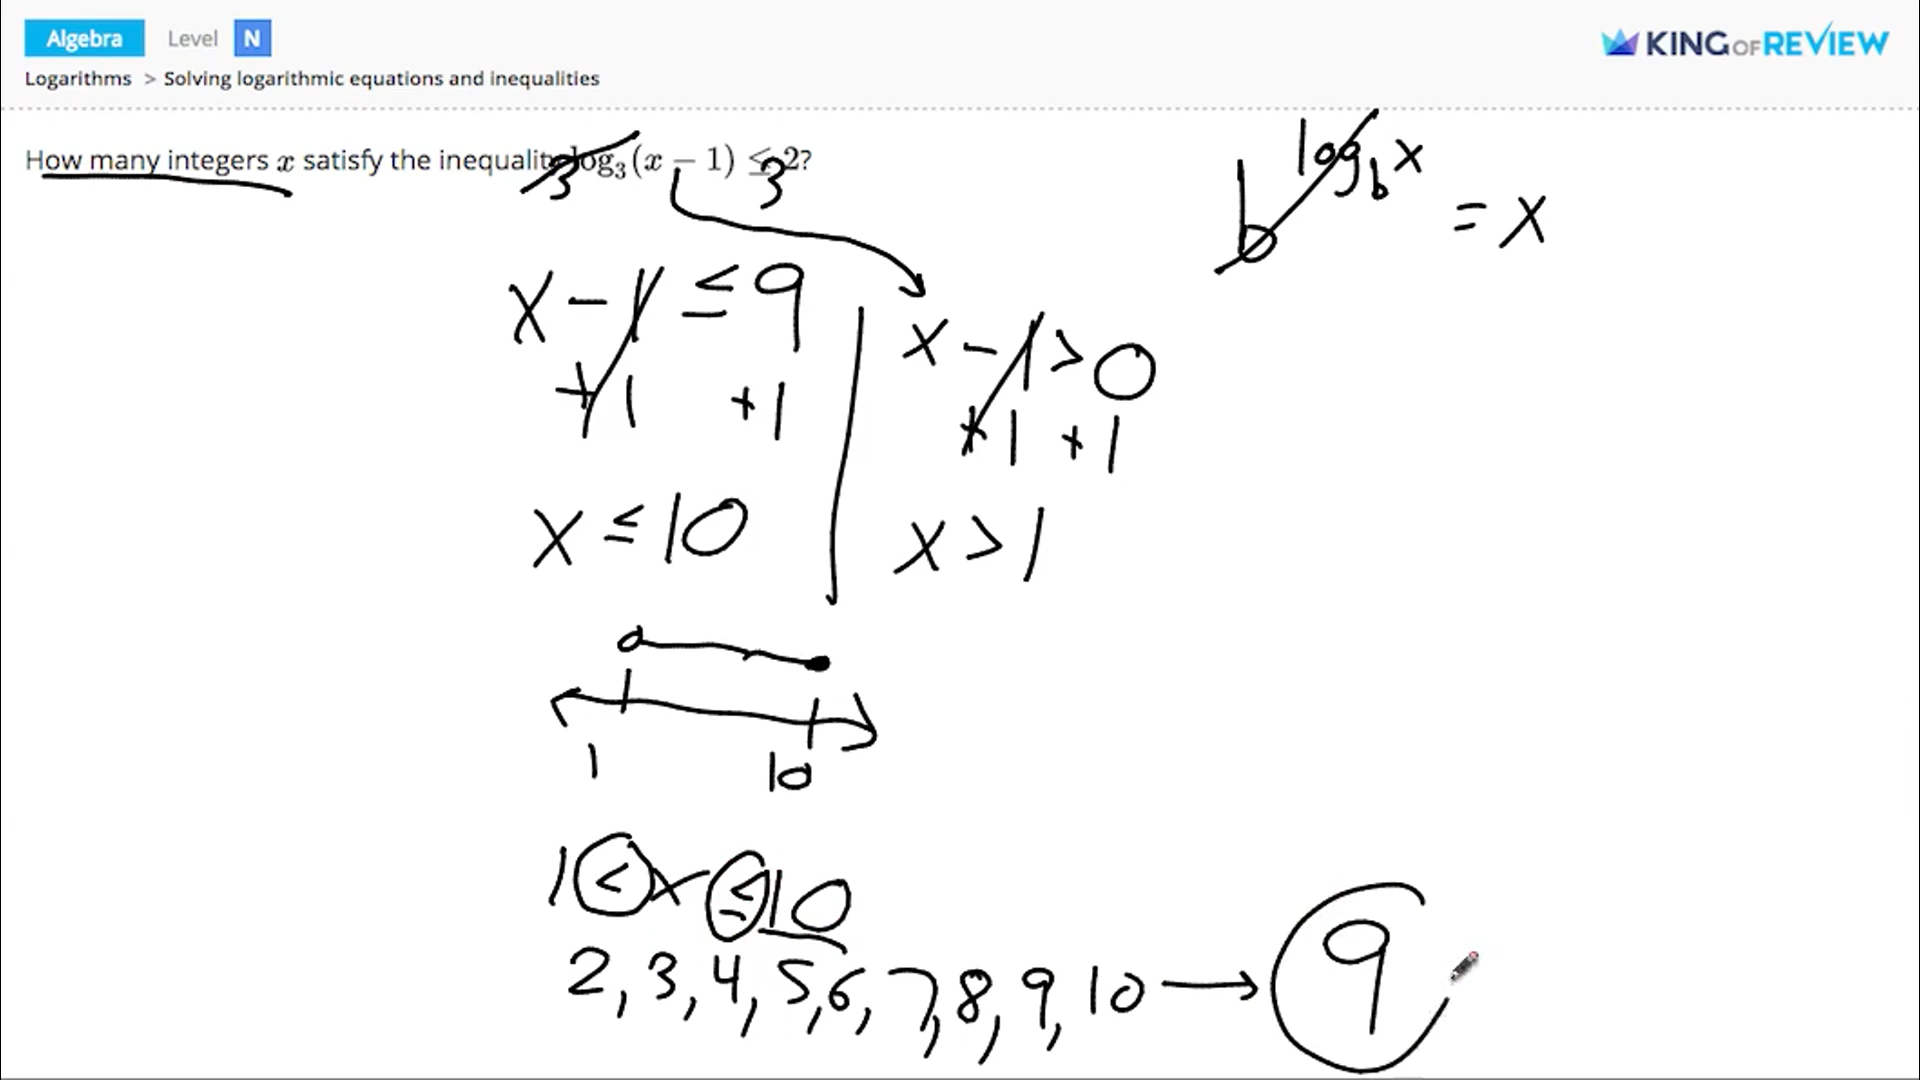 Algebra Level N
KING OF REVIEW
Logarithms > Solving logarithmic equations and inequalities
How many integers x satisfy the inequality log₃(x − 1) ≤ 2?
3 3
b^(log_b x) = x
x - 1 ≤ 9
+1 +1
x ≤ 10
x - 1 > 0
+1 +1
x > 1
1 10
1 < x ≤ 10
2, 3, 4, 5, 6, 7, 8, 9, 10 → 9